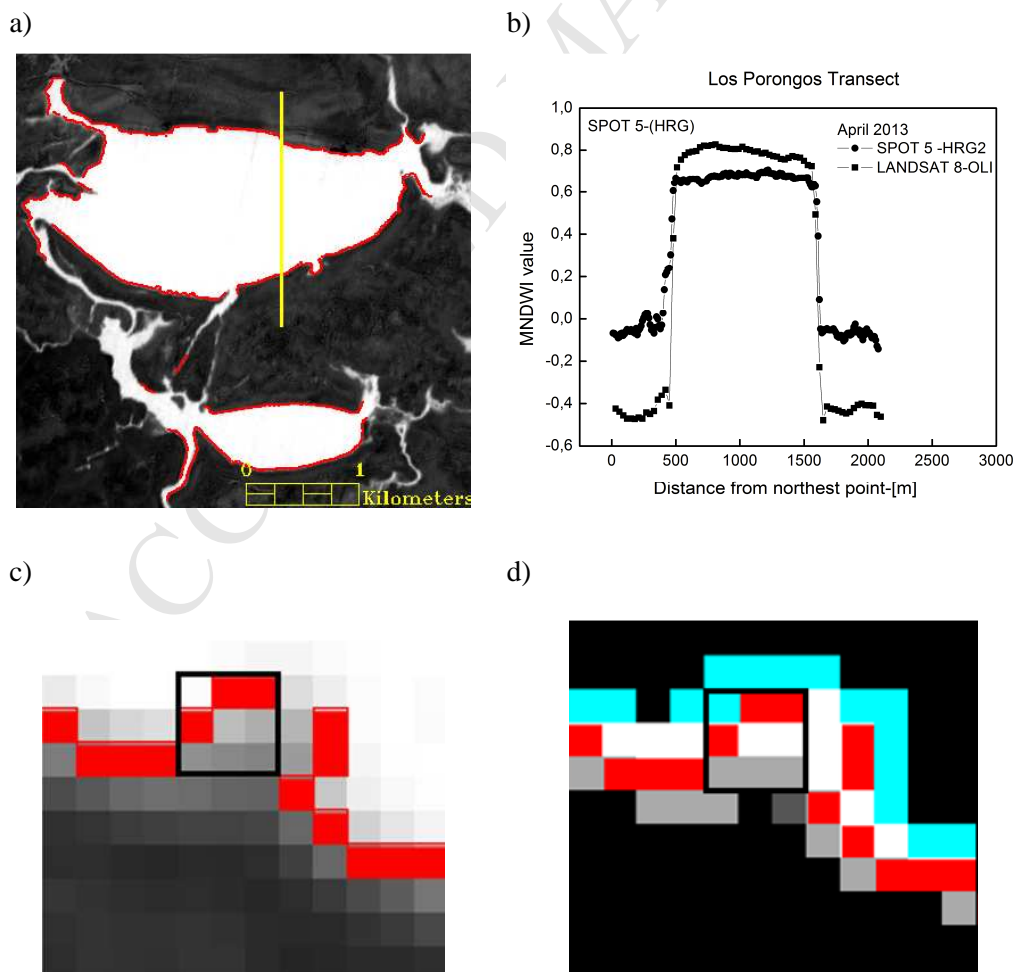 a)
b)
Los Porongos Transect
SPOT 5-(HRG)
April 2013
SPOT 5 -HRG2
LANDSAT 8-OLI
MNDWI value
1,0
0,8
0,6
0,4
0,2
0,0
-0,2
-0,4
-0,6
0
500
1000
1500
2000
2500
3000
Distance from northest point-[m]
0 1
Kilometers
c)
d)